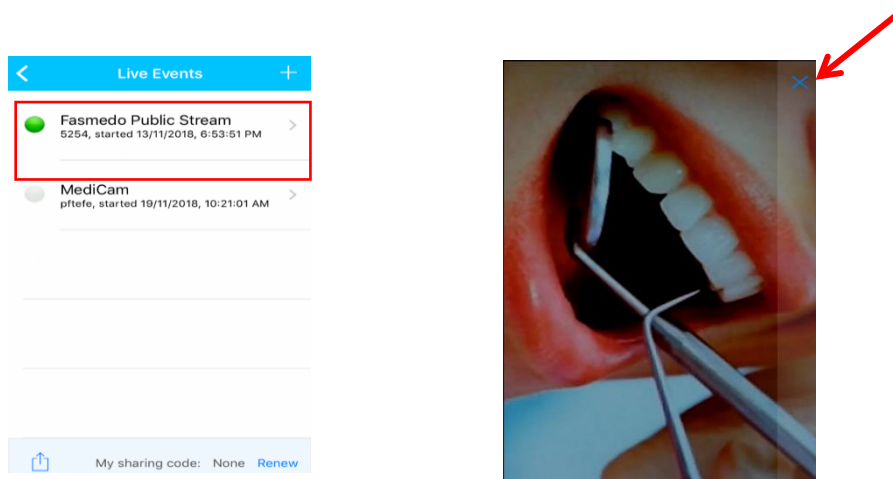 Live Events
Fasmedo Public Stream
5254, started 13/11/2018, 6:53:51 PM
MediCam
pftefe, started 19/11/2018, 10:21:01 AM
My sharing code: None Renew